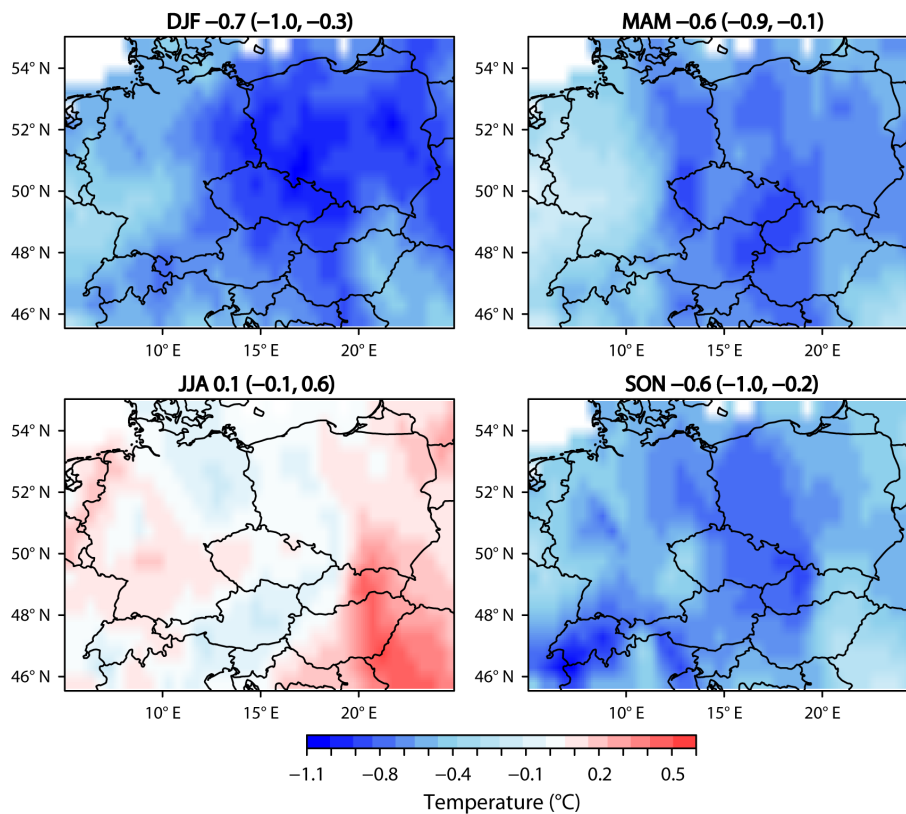 DJF −0.7 (−1.0, −0.3)
MAM −0.6 (−0.9, −0.1)
54° N
52° N
50° N
48° N
46° N
10° E
15° E
20° E
54° N
52° N
50° N
48° N
46° N
10° E
15° E
20° E
JJA 0.1 (−0.1, 0.6)
SON −0.6 (−1.0, −0.2)
54° N
52° N
50° N
48° N
46° N
10° E
15° E
20° E
54° N
52° N
50° N
48° N
46° N
10° E
15° E
20° E
−1.1 −0.8 −0.4 −0.1 0.2 0.5
Temperature (°C)